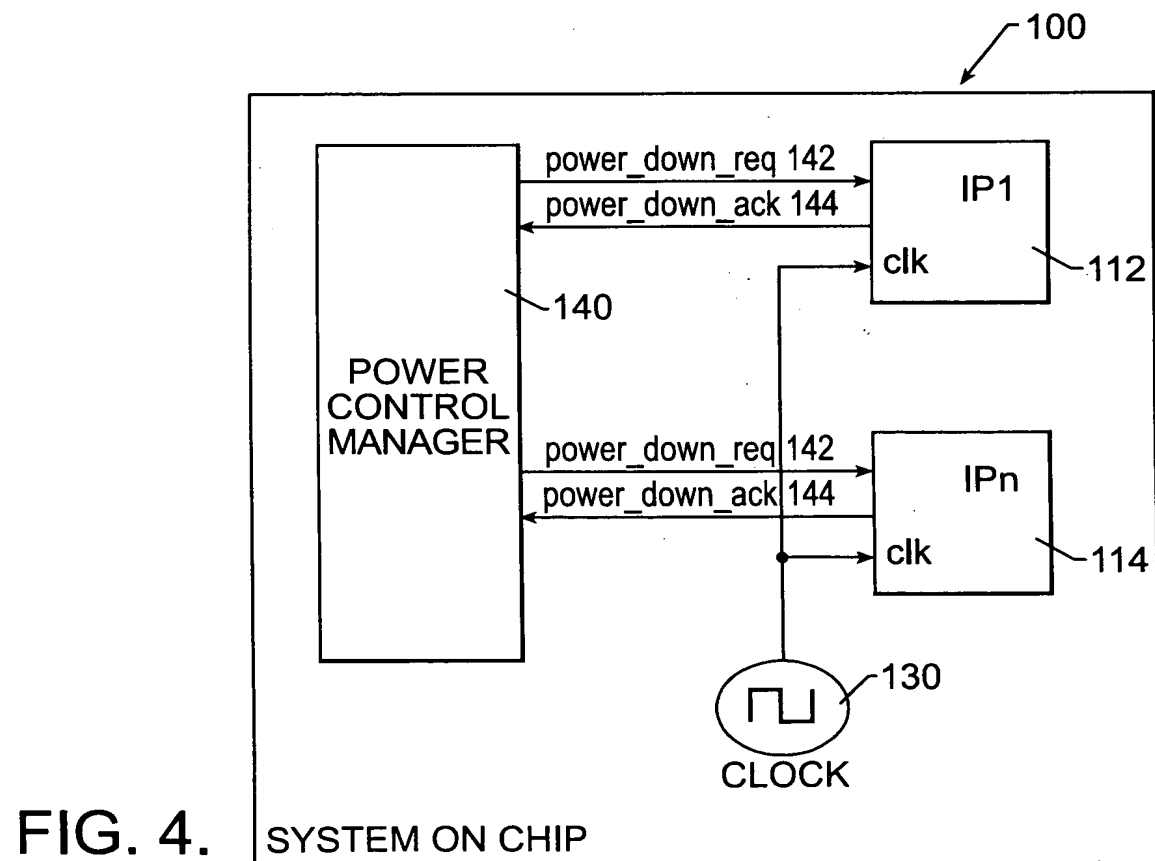 100
power_down_req 142
IP1
power_down_ack 144
clk
112
140
POWER
CONTROL
MANAGER
power_down_req 142
IPn
power_down_ack 144
clk
114
130
CLOCK
FIG. 4.
SYSTEM ON CHIP